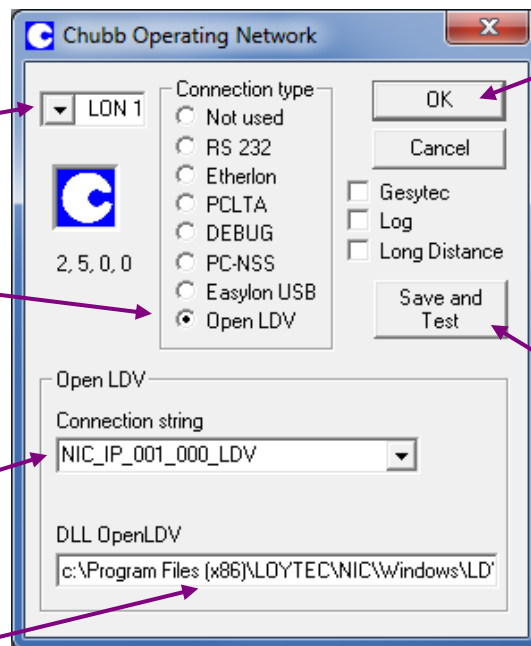 Chubb Operating Network
LON 1
2, 5, 0, 0
Connection type
Not used
RS 232
Etherlon
PCLTA
DEBUG
PC-NSS
Easylon USB
Open LDV
OK
Cancel
Gesytec
Log
Long Distance
Save and
Test
Open LDV
Connection string
NIC_IP_001_000_LDV
DLL OpenLDV
c:\Program Files (x86)\LOYTEC\NIC\Windows\LD